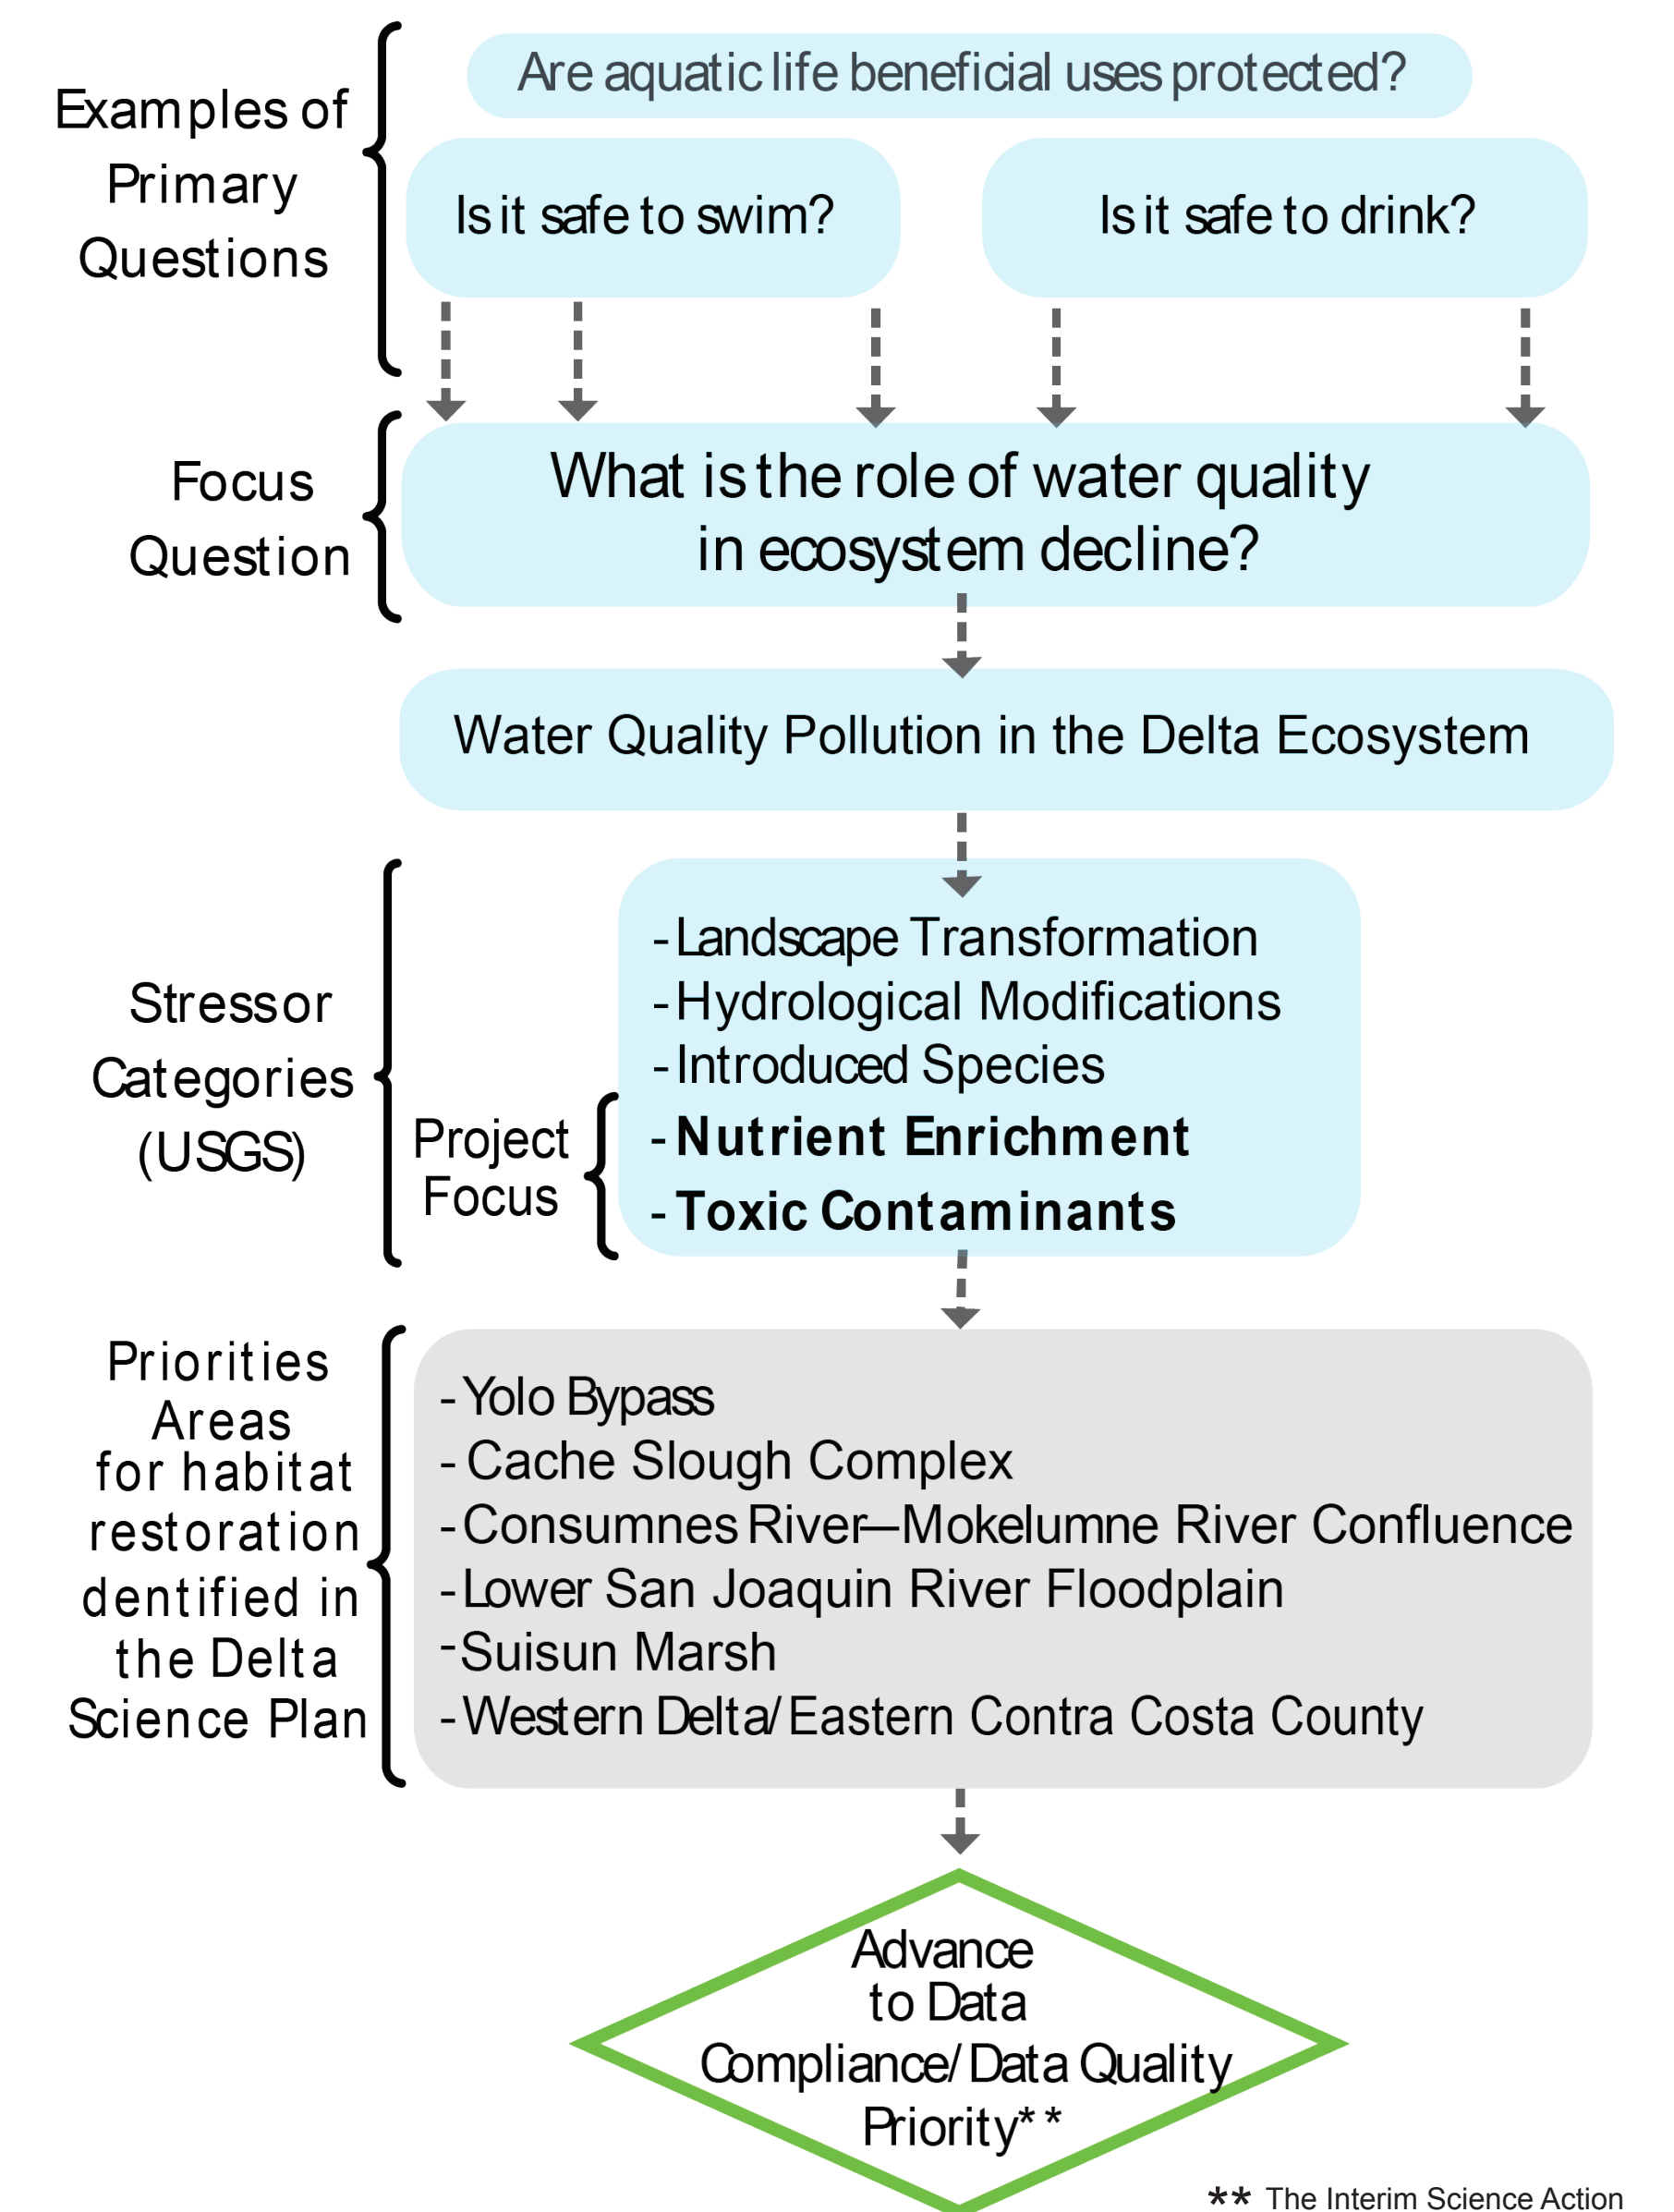 Examples of
Primary
Questions
Are aquatic life beneficial uses protected?
Is it safe to swim?
Is it safe to drink?
Focus
Question
What is the role of water quality
in ecosystem decline?
Water Quality Pollution in the Delta Ecosystem
Stressor
Categories
(USGS)
Project
Focus
- Landscape Transformation
- Hydrological Modifications
- Introduced Species
- Nutrient Enrichment
- Toxic Contaminants
Priorities
Areas
for habitat
restoration
dentified in
the Delta
Science Plan
- Yolo Bypass
- Cache Slough Complex
- Consumnes River—Mokelumne River Confluence
- Lower San Joaquin River Floodplain
- Suisun Marsh
- Western Delta/Eastern Contra Costa County
Advance
to Data
Compliance/Data Quality
Priority**
** The Interim Science Action